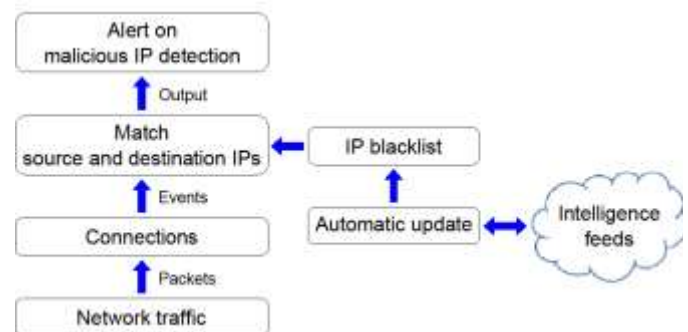 Alert on
malicious IP detection
Output
Match
source and destination IPs
IP blacklist
Events
Connections
Automatic update
Intelligence
feeds
Packets
Network traffic